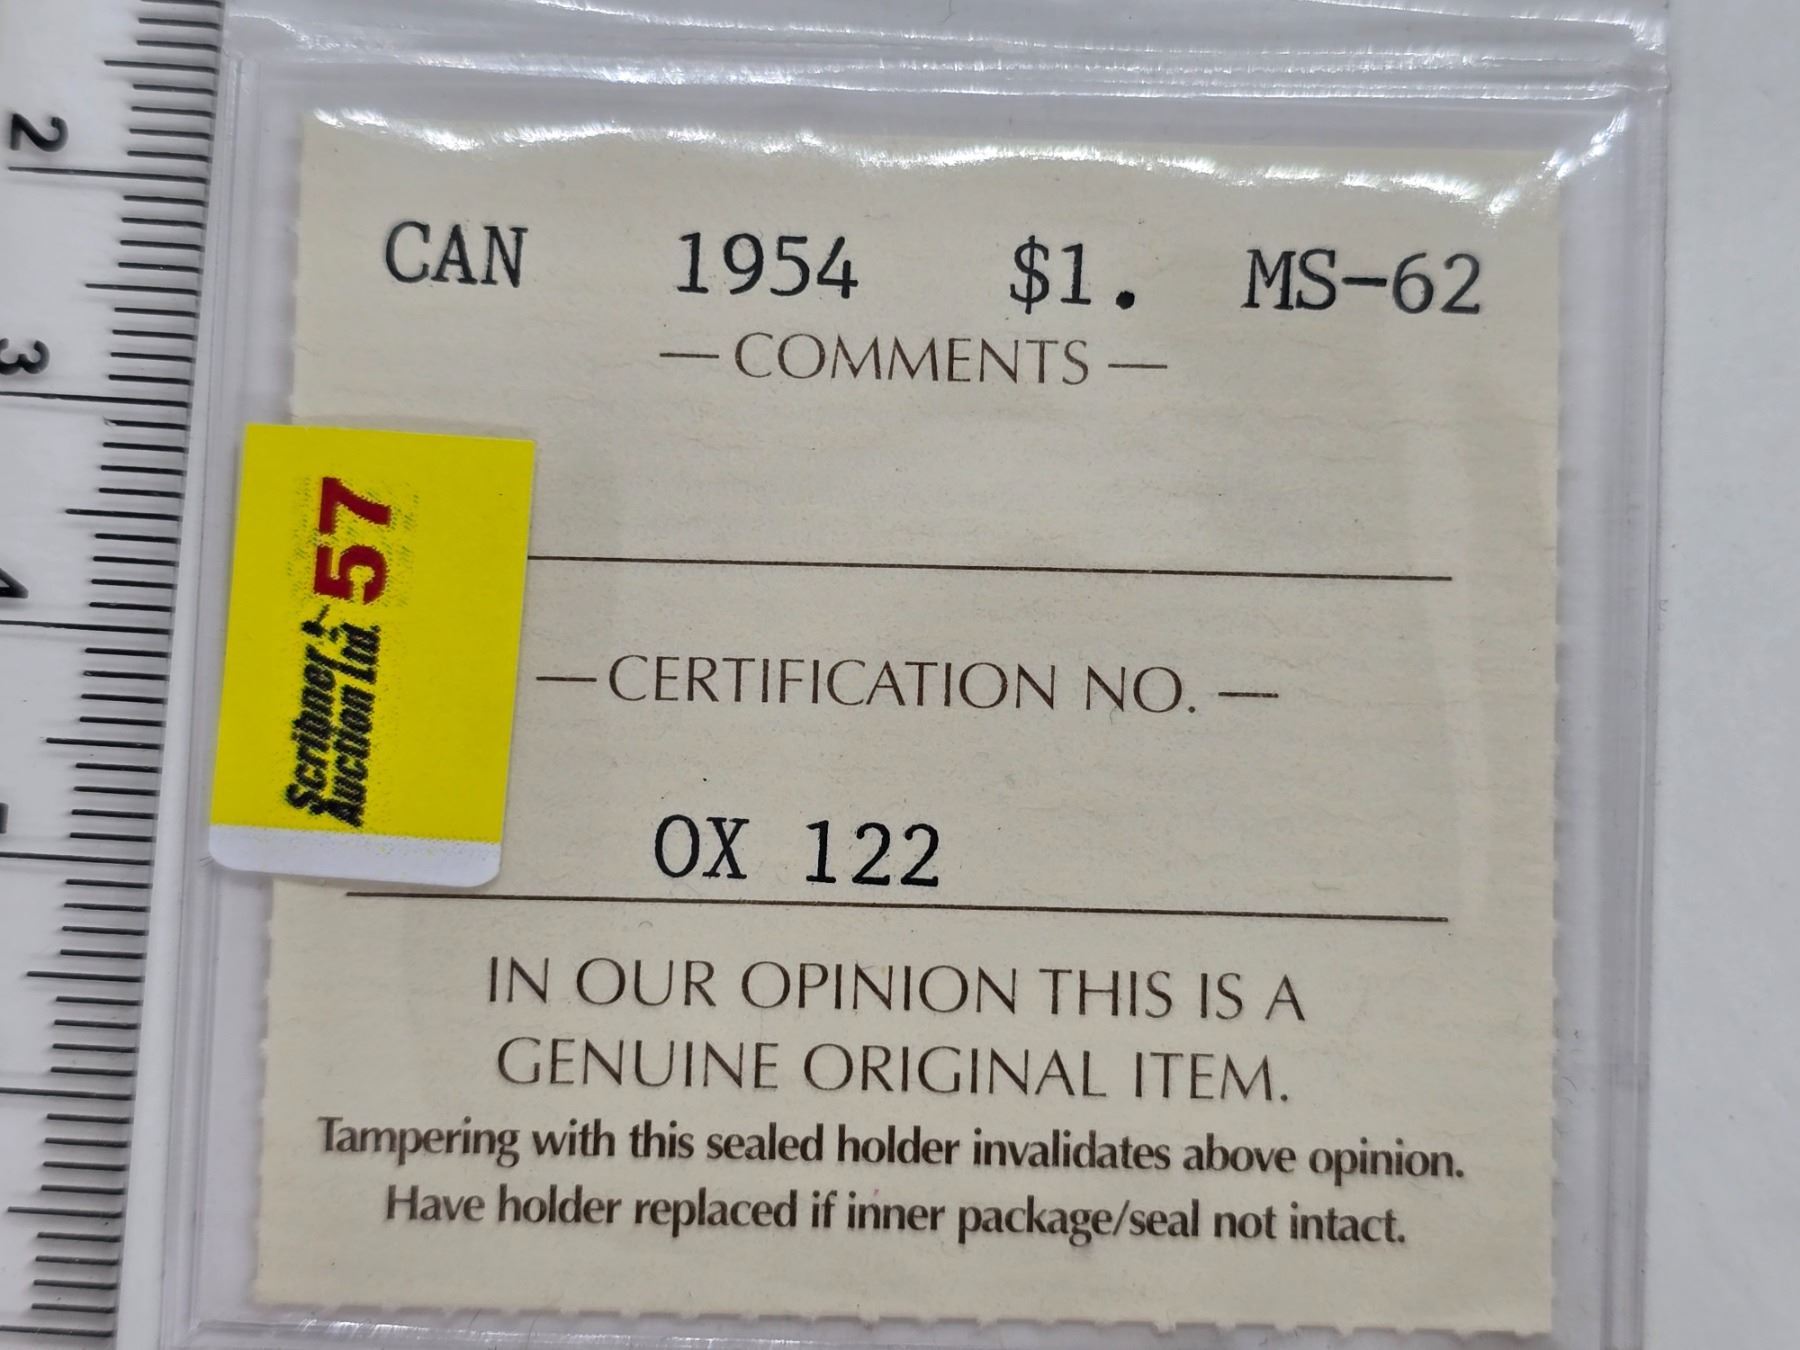 CAN 1954 $1. MS-62
— COMMENTS —
57
Scribner
Auction Ltd.
— CERTIFICATION NO. —
OX 122
IN OUR OPINION THIS IS A
GENUINE ORIGINAL ITEM.
Tampering with this sealed holder invalidates above opinion.
Have holder replaced if inner package/seal not intact.
2
3